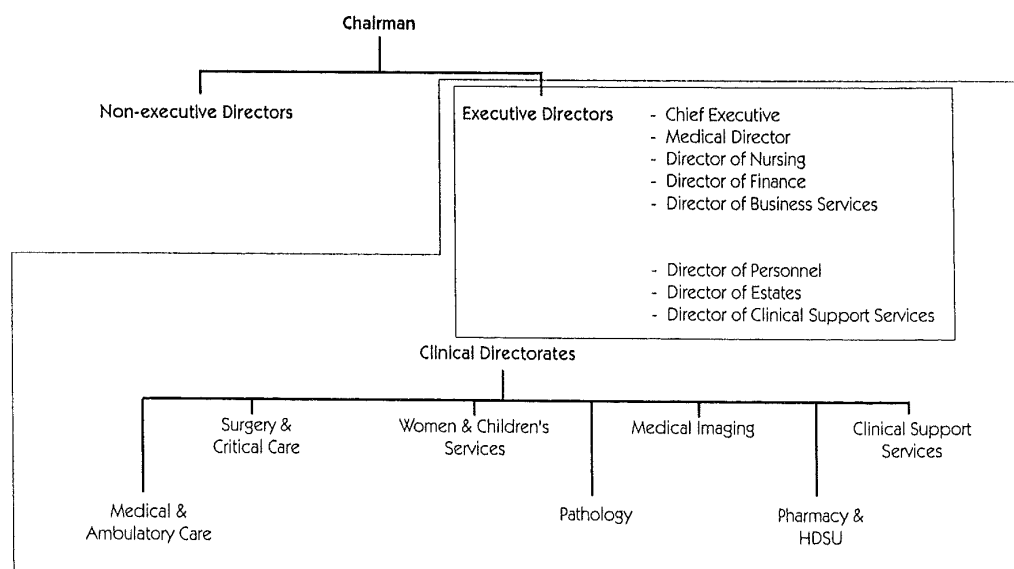 Chairman
Non-executive Directors
Executive Directors
- Chief Executive
- Medical Director
- Director of Nursing
- Director of Finance
- Director of Business Services
- Director of Personnel
- Director of Estates
- Director of Clinical Support Services
Clinical Directorates
Surgery &
Critical Care
Women & Children's
Services
Medical Imaging
Clinical Support
Services
Medical &
Ambulatory Care
Pathology
Pharmacy &
HDSU